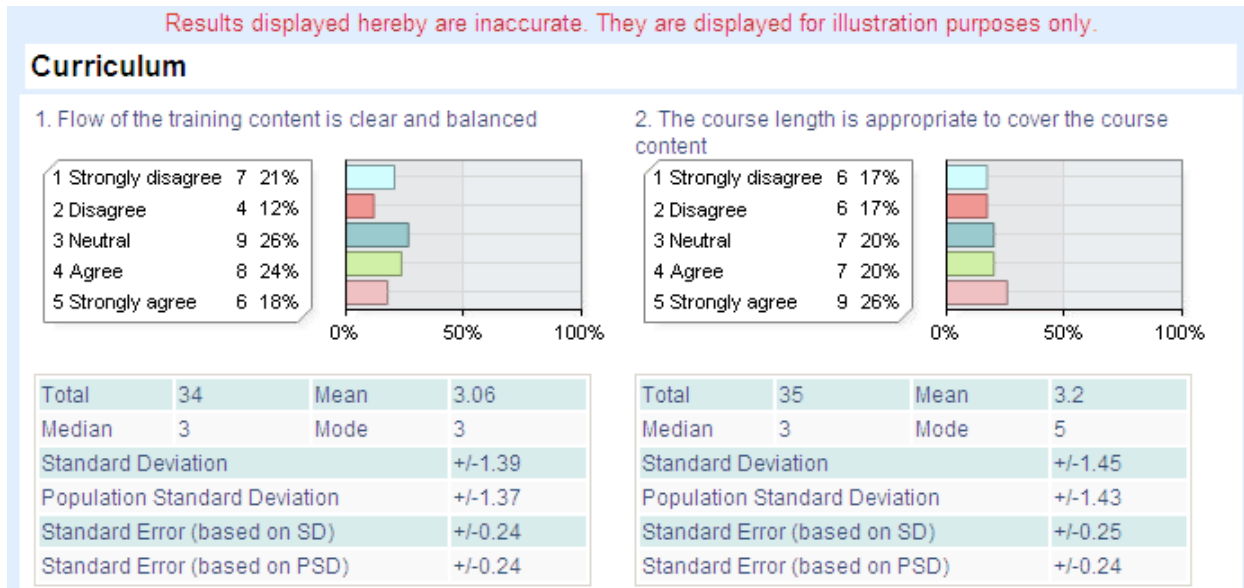 Results displayed hereby are inaccurate. They are displayed for illustration purposes only.
Curriculum
1. Flow of the training content is clear and balanced
1 Strongly disagree 7 21%
2 Disagree 4 12%
3 Neutral 9 26%
4 Agree 8 24%
5 Strongly agree 6 18%
0% 50% 100%
Total 34 Mean 3.06
Median 3 Mode 3
Standard Deviation +/-1.39
Population Standard Deviation +/-1.37
Standard Error (based on SD) +/-0.24
Standard Error (based on PSD) +/-0.24
2. The course length is appropriate to cover the course
content
1 Strongly disagree 6 17%
2 Disagree 6 17%
3 Neutral 7 20%
4 Agree 7 20%
5 Strongly agree 9 26%
0% 50% 100%
Total 35 Mean 3.2
Median 3 Mode 5
Standard Deviation +/-1.45
Population Standard Deviation +/-1.43
Standard Error (based on SD) +/-0.25
Standard Error (based on PSD) +/-0.24